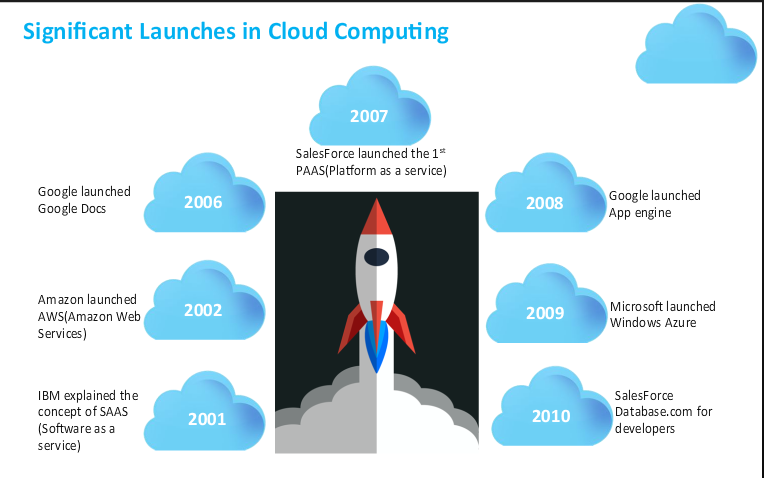 Significant Launches in Cloud Computing
2007
SalesForce launched the 1st
PAAS(Platform as a service)
Google launched
Google Docs
2006
2008
Google launched
App engine
Amazon launched
AWS(Amazon Web
Services)
2002
2009
Microsoft launched
Windows Azure
IBM explained the
concept of SAAS
(Software as a
service)
2001
2010
SalesForce
Database.com for
developers